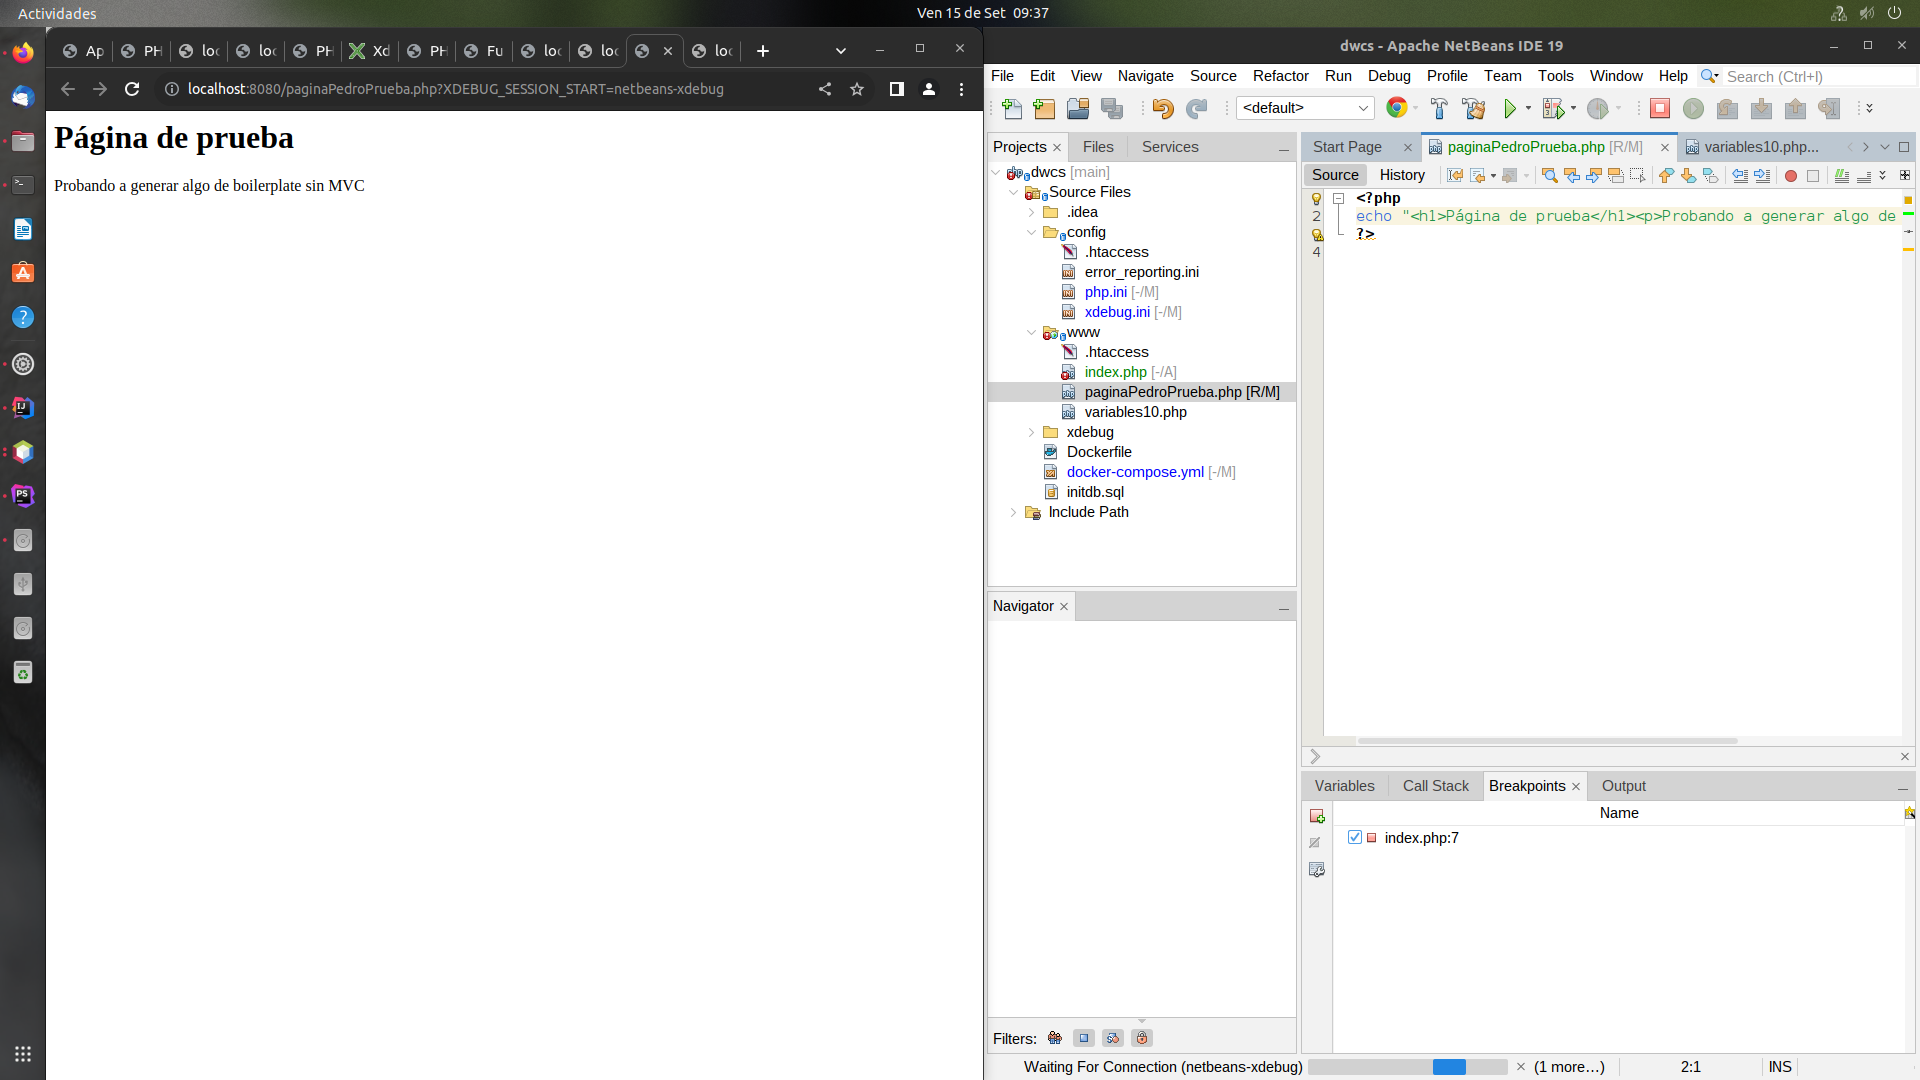 Actividades
Ven 15 de Set 09:37
Ap
PH
loc
loc
PH
Xd
PH
Fu
loc
loc
loc
localhost:8080/paginaPedroPrueba.php?XDEBUG_SESSION_START=netbeans-xdebug
Página de prueba
Probando a generar algo de boilerplate sin MVC
dwcs - Apache NetBeans IDE 19
File Edit View Navigate Source Refactor Run Debug Profile Team Tools Window Help
Search (Ctrl+I)
<default>
Projects
Files
Services
dwcs [main]
Source Files
.idea
config
.htaccess
error_reporting.ini
php.ini [-/M]
xdebug.ini [-/M]
www
.htaccess
index.php [-/A]
paginaPedroPrueba.php [R/M]
variables10.php
xdebug
Dockerfile
docker-compose.yml [-/M]
initdb.sql
Include Path
Navigator
Filters:
Start Page
paginaPedroPrueba.php [R/M]
variables10.php...
Source
History
<?php
2 echo "<h1>Página de prueba</h1><p>Probando a generar algo de
?>
4
Variables
Call Stack
Breakpoints
Output
Name
index.php:7
Waiting For Connection (netbeans-xdebug)
(1 more...)
2:1
INS